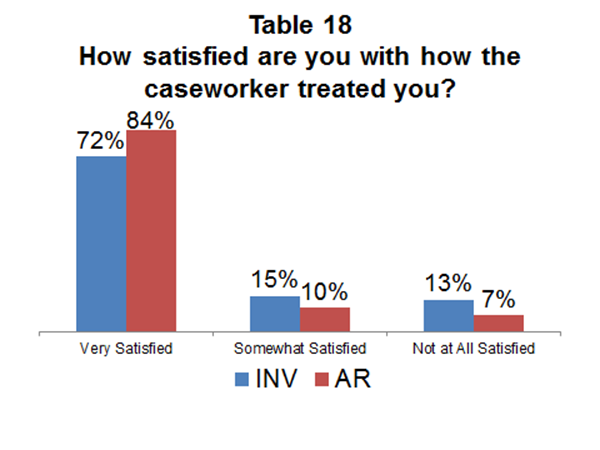 Table 18
How satisfied are you with how the
caseworker treated you?
72% 84%
15% 10%
13% 7%
Very Satisfied Somewhat Satisfied Not at All Satisfied
INV AR